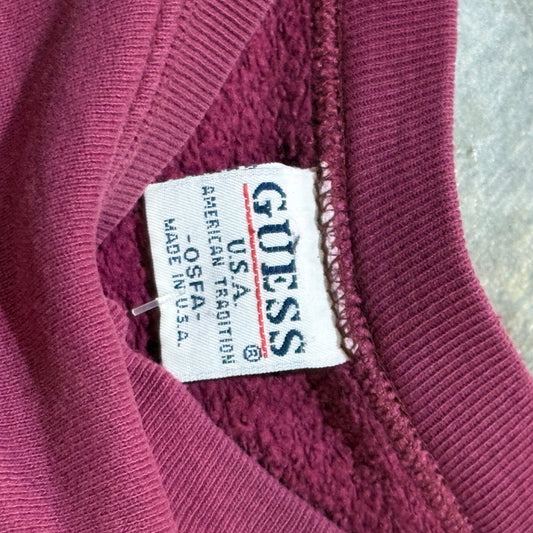 GUESS®
U.S.A.
AMERICAN TRADITION
-OSFA-
MADE IN U.S.A.